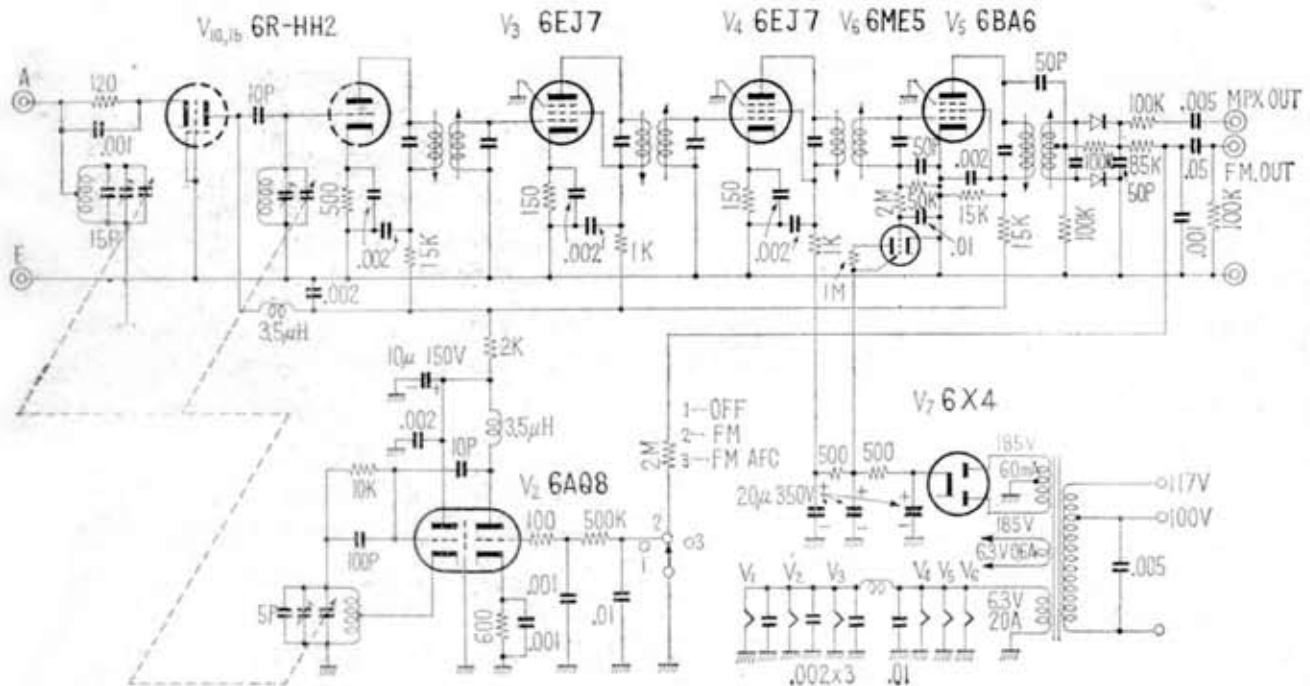 V1a,1b 6R-HH2
V3 6EJ7
V4 6EJ7
V6 6ME5
V5 6BA6
A
120
.001
15P
E
10P
500
.002
1.5K
150
.002
1K
150
.002
1K
50P
2M
50K
.002
15K
.01
1M
1.5K
50P
100K
100K
100K
85K
50P
.005
MPX OUT
.05
FM.OUT
.001
100K
.002
3.5μH
10μ 150V
2K
.002
3.5μH
10P
10K
V2 6AQ8
100P
5P
100
500K
.001
.01
600
.001
2M
1--OFF
2-- FM
3--FM AFC
1
2
3
V7 6X4
500
500
20μ 350V
185V
60mA
185V
6.3V 0.6A
6.3V
2.0A
117V
100V
.005
V1
V2
V3
V4
V5
V6
.002x3
.01